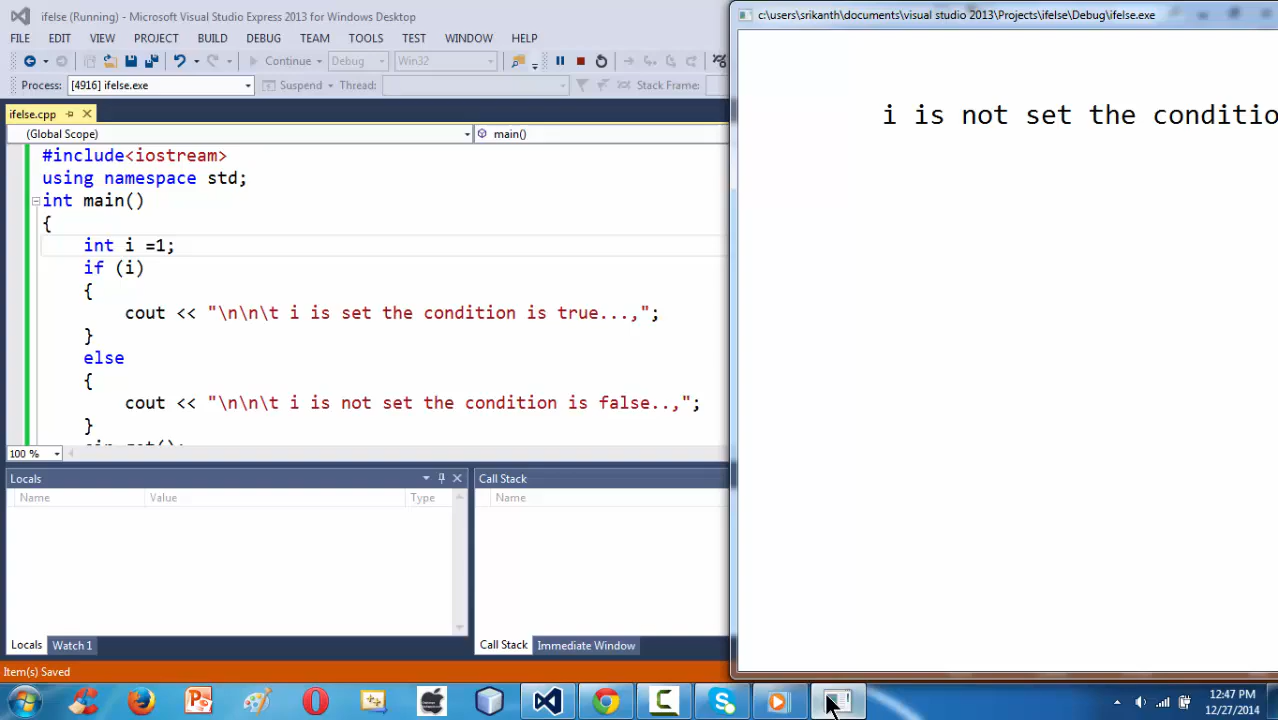 ifelse (Running) - Microsoft Visual Studio Express 2013 for Windows Desktop
FILE EDIT VIEW PROJECT BUILD DEBUG TEAM TOOLS TEST WINDOW HELP
Continue Debug Win32
Process: [4916] ifelse.exe Suspend Thread: Stack Frame:
ifelse.cpp
(Global Scope) main()
#include<iostream>
using namespace std;
int main()
{
int i =1;
if (i)
{
cout << "\n\n\t i is set the condition is true...,";
}
else
{
cout << "\n\n\t i is not set the condition is false..,";
}
100 %
Locals
Name Value Type
Locals Watch 1
Call Stack
Name
Call Stack Immediate Window
Item(s) Saved
c:\users\srikanth\documents\visual studio 2013\Projects\ifelse\Debug\ifelse.exe
i is not set the conditio
12:47 PM
12/27/2014